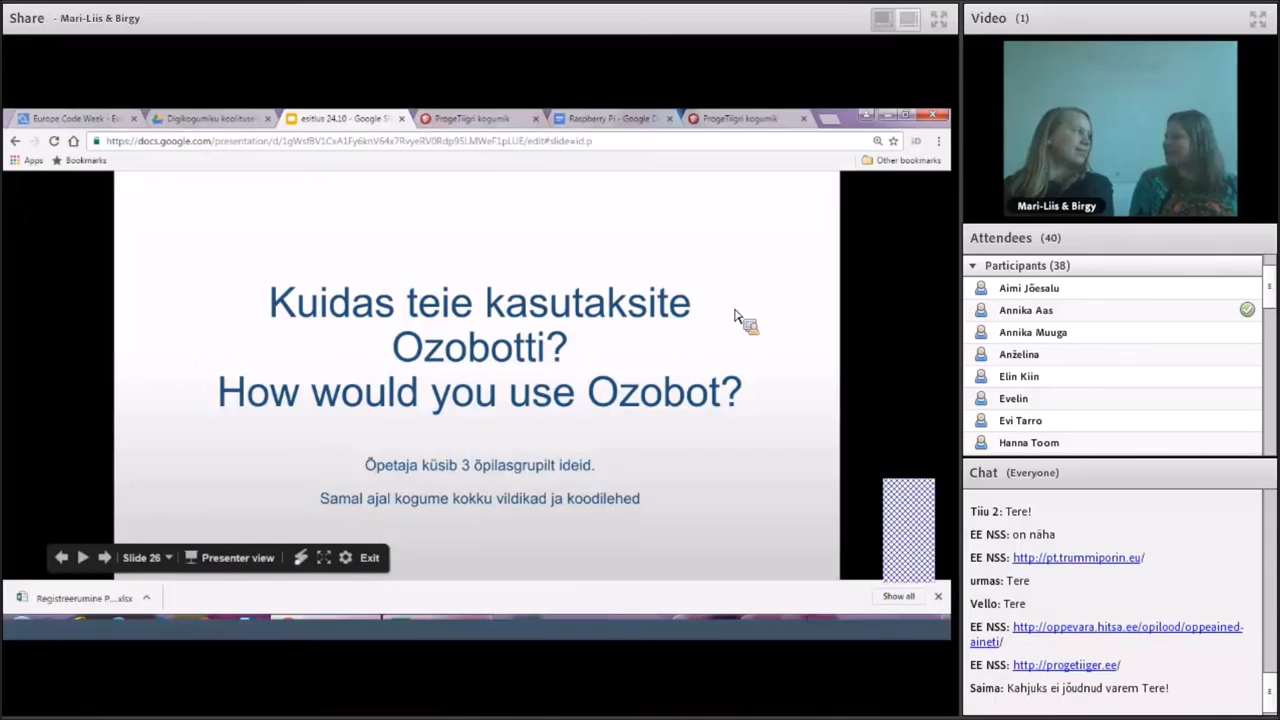 Share - Mari-Liis & Birgy
Europe Code Week - Es
Digikogumiku koolituse-
esitlus 24.10 - Google Sl
ProgeTiigri kogumik
Raspberry Pi - Google D
ProgeTiigri kogumik
Apps
Bookmarks
Other bookmarks
Kuidas teie kasutaksite
Ozobotti?
How would you use Ozobot?
Õpetaja küsib 3 õpilasgrupilt ideid.
Samal ajal kogume kokku vildikad ja koodilehed
Slide 26
Presenter view
Exit
Registreerumine P....xlsx
Show all
Video (1)
Mari-Liis & Birgy
Attendees (40)
Participants (38)
Aimi Jõesalu
Annika Aas
Annika Muuga
Anželina
Elin Kiin
Evelin
Evi Tarro
Hanna Toom
Chat (Everyone)
Tiiu 2: Tere!
EE NSS: on näha
EE NSS: http://pt.trummiporin.eu/
urmas: Tere
Vello: Tere
EE NSS: http://oppevara.hitsa.ee/opilood/oppeained-
aineti/
EE NSS: http://progetiiger.ee/
Saima: Kahjuks ei jõudnud varem Tere!